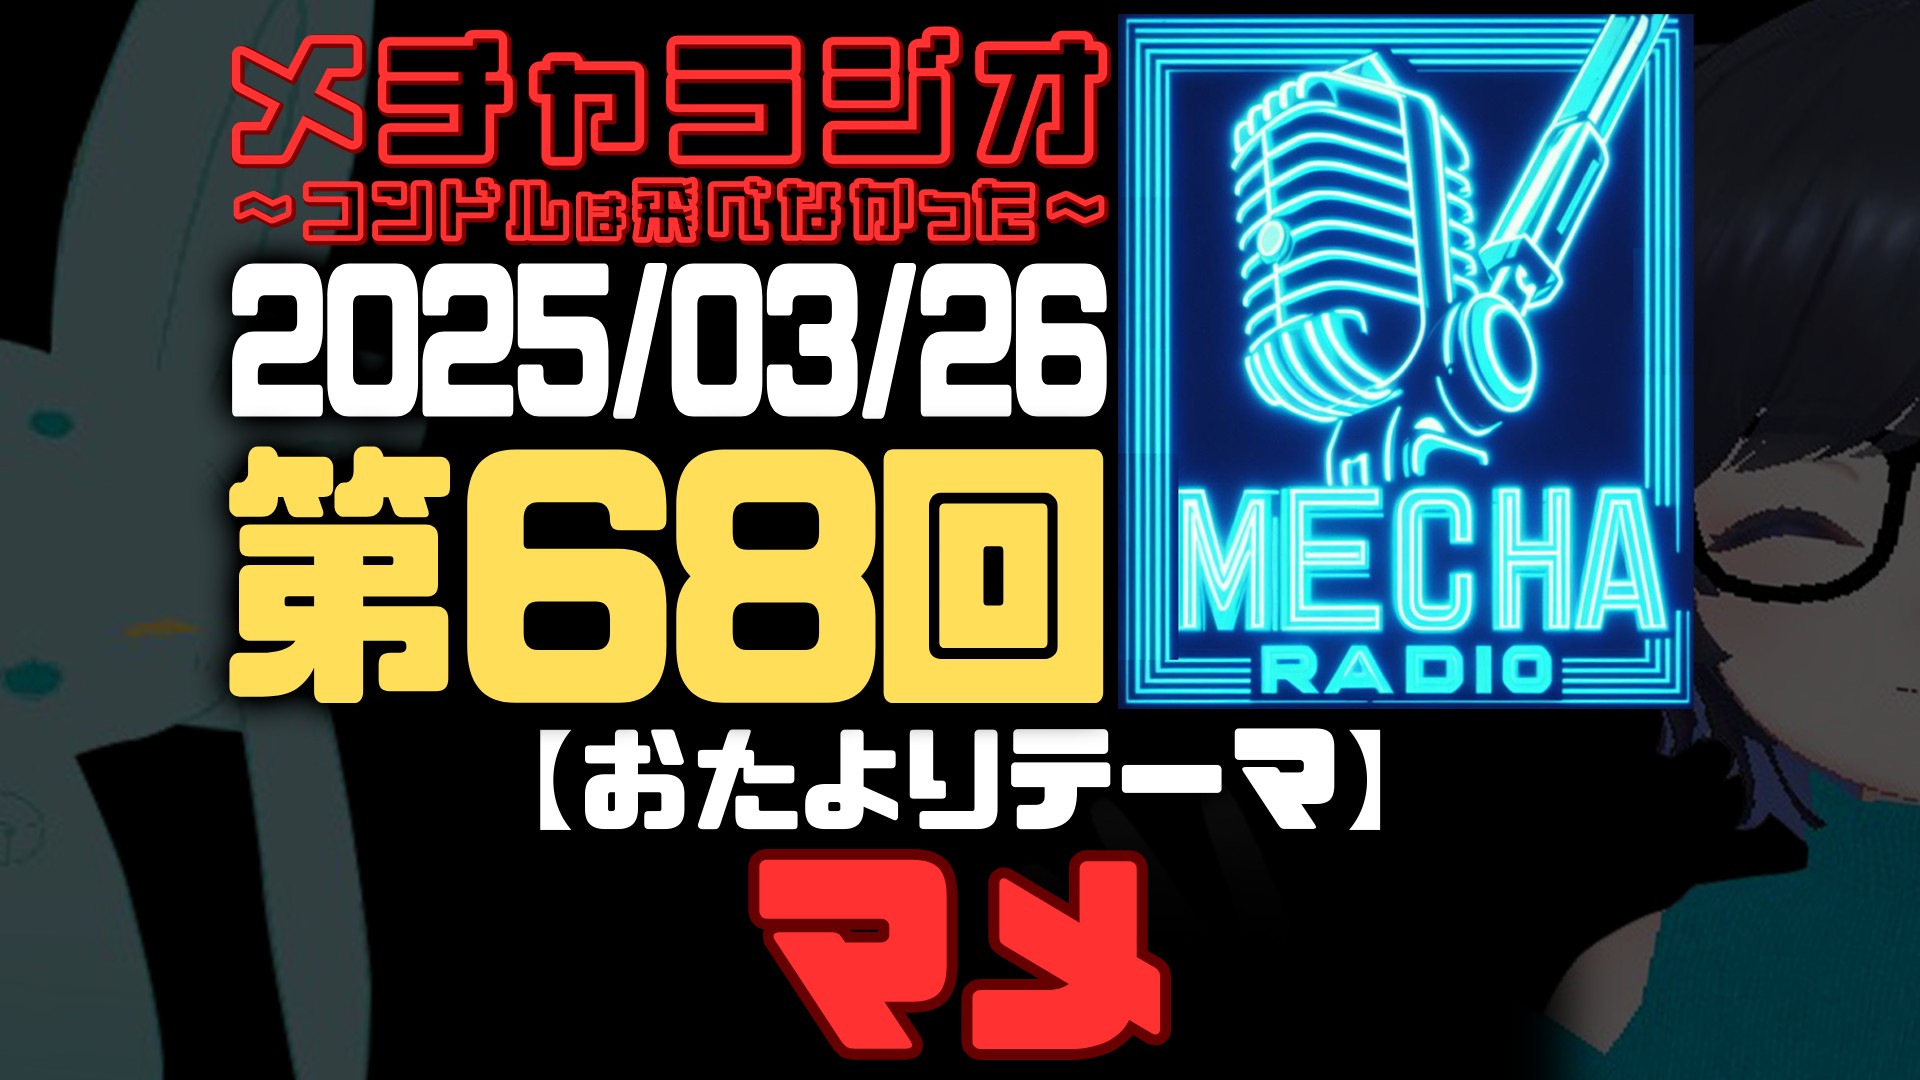 メチャラジオ
～コンドルは飛べなかった～
2025/03/26
第68回
MECHA
RADIO
【おたよりテーマ】
マメ